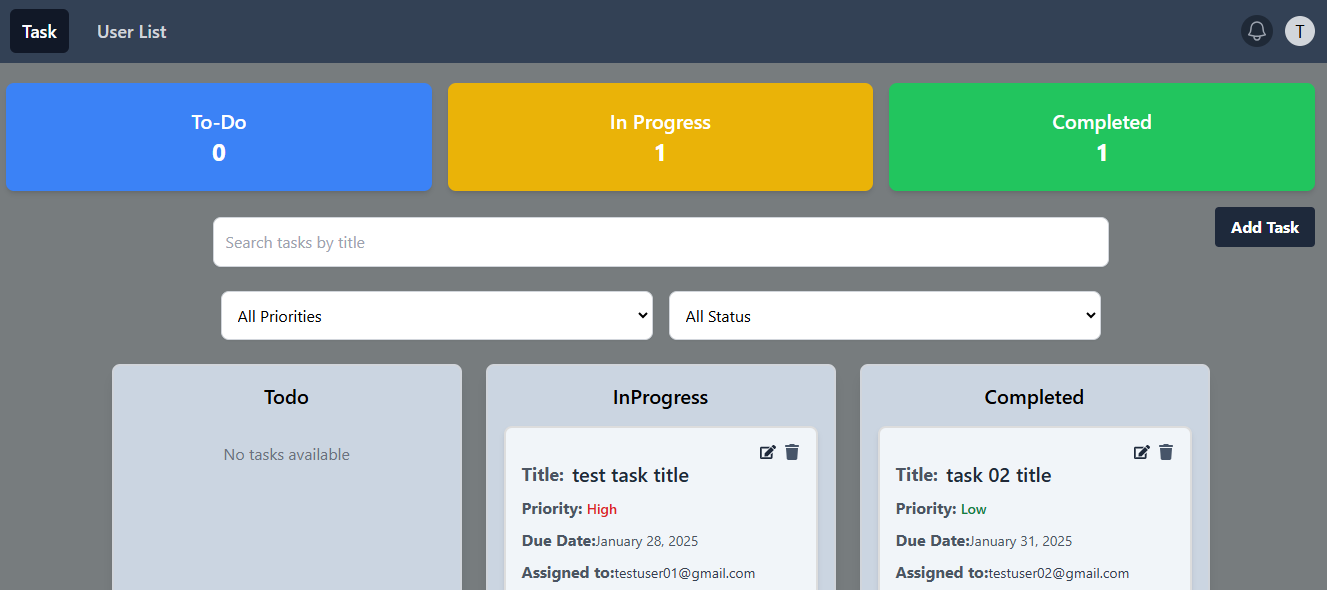 Task User List T
To-Do In Progress Completed
0 1 1
Add Task
Search tasks by title
All Priorities All Status
Todo InProgress Completed
No tasks available
Title: test task title
Priority: High
Due Date:January 28, 2025
Assigned to:testuser01@gmail.com
Title: task 02 title
Priority: Low
Due Date:January 31, 2025
Assigned to:testuser02@gmail.com